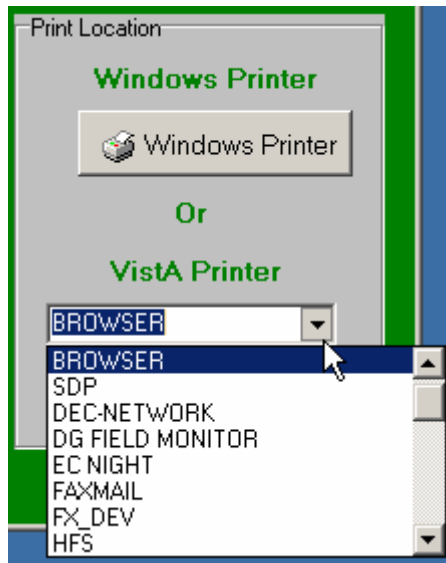 Print Location
Windows Printer
Windows Printer
Or
VistA Printer
BROWSER
BROWSER
SDP
DEC-NETWORK
DG FIELD MONITOR
EC NIGHT
FAXMAIL
FX_DEV
HFS